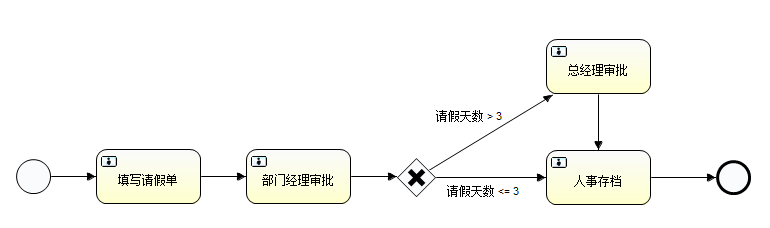 总经理审批
请假天数 > 3
填写请假单
部门经理审批
人事存档
请假天数 <= 3